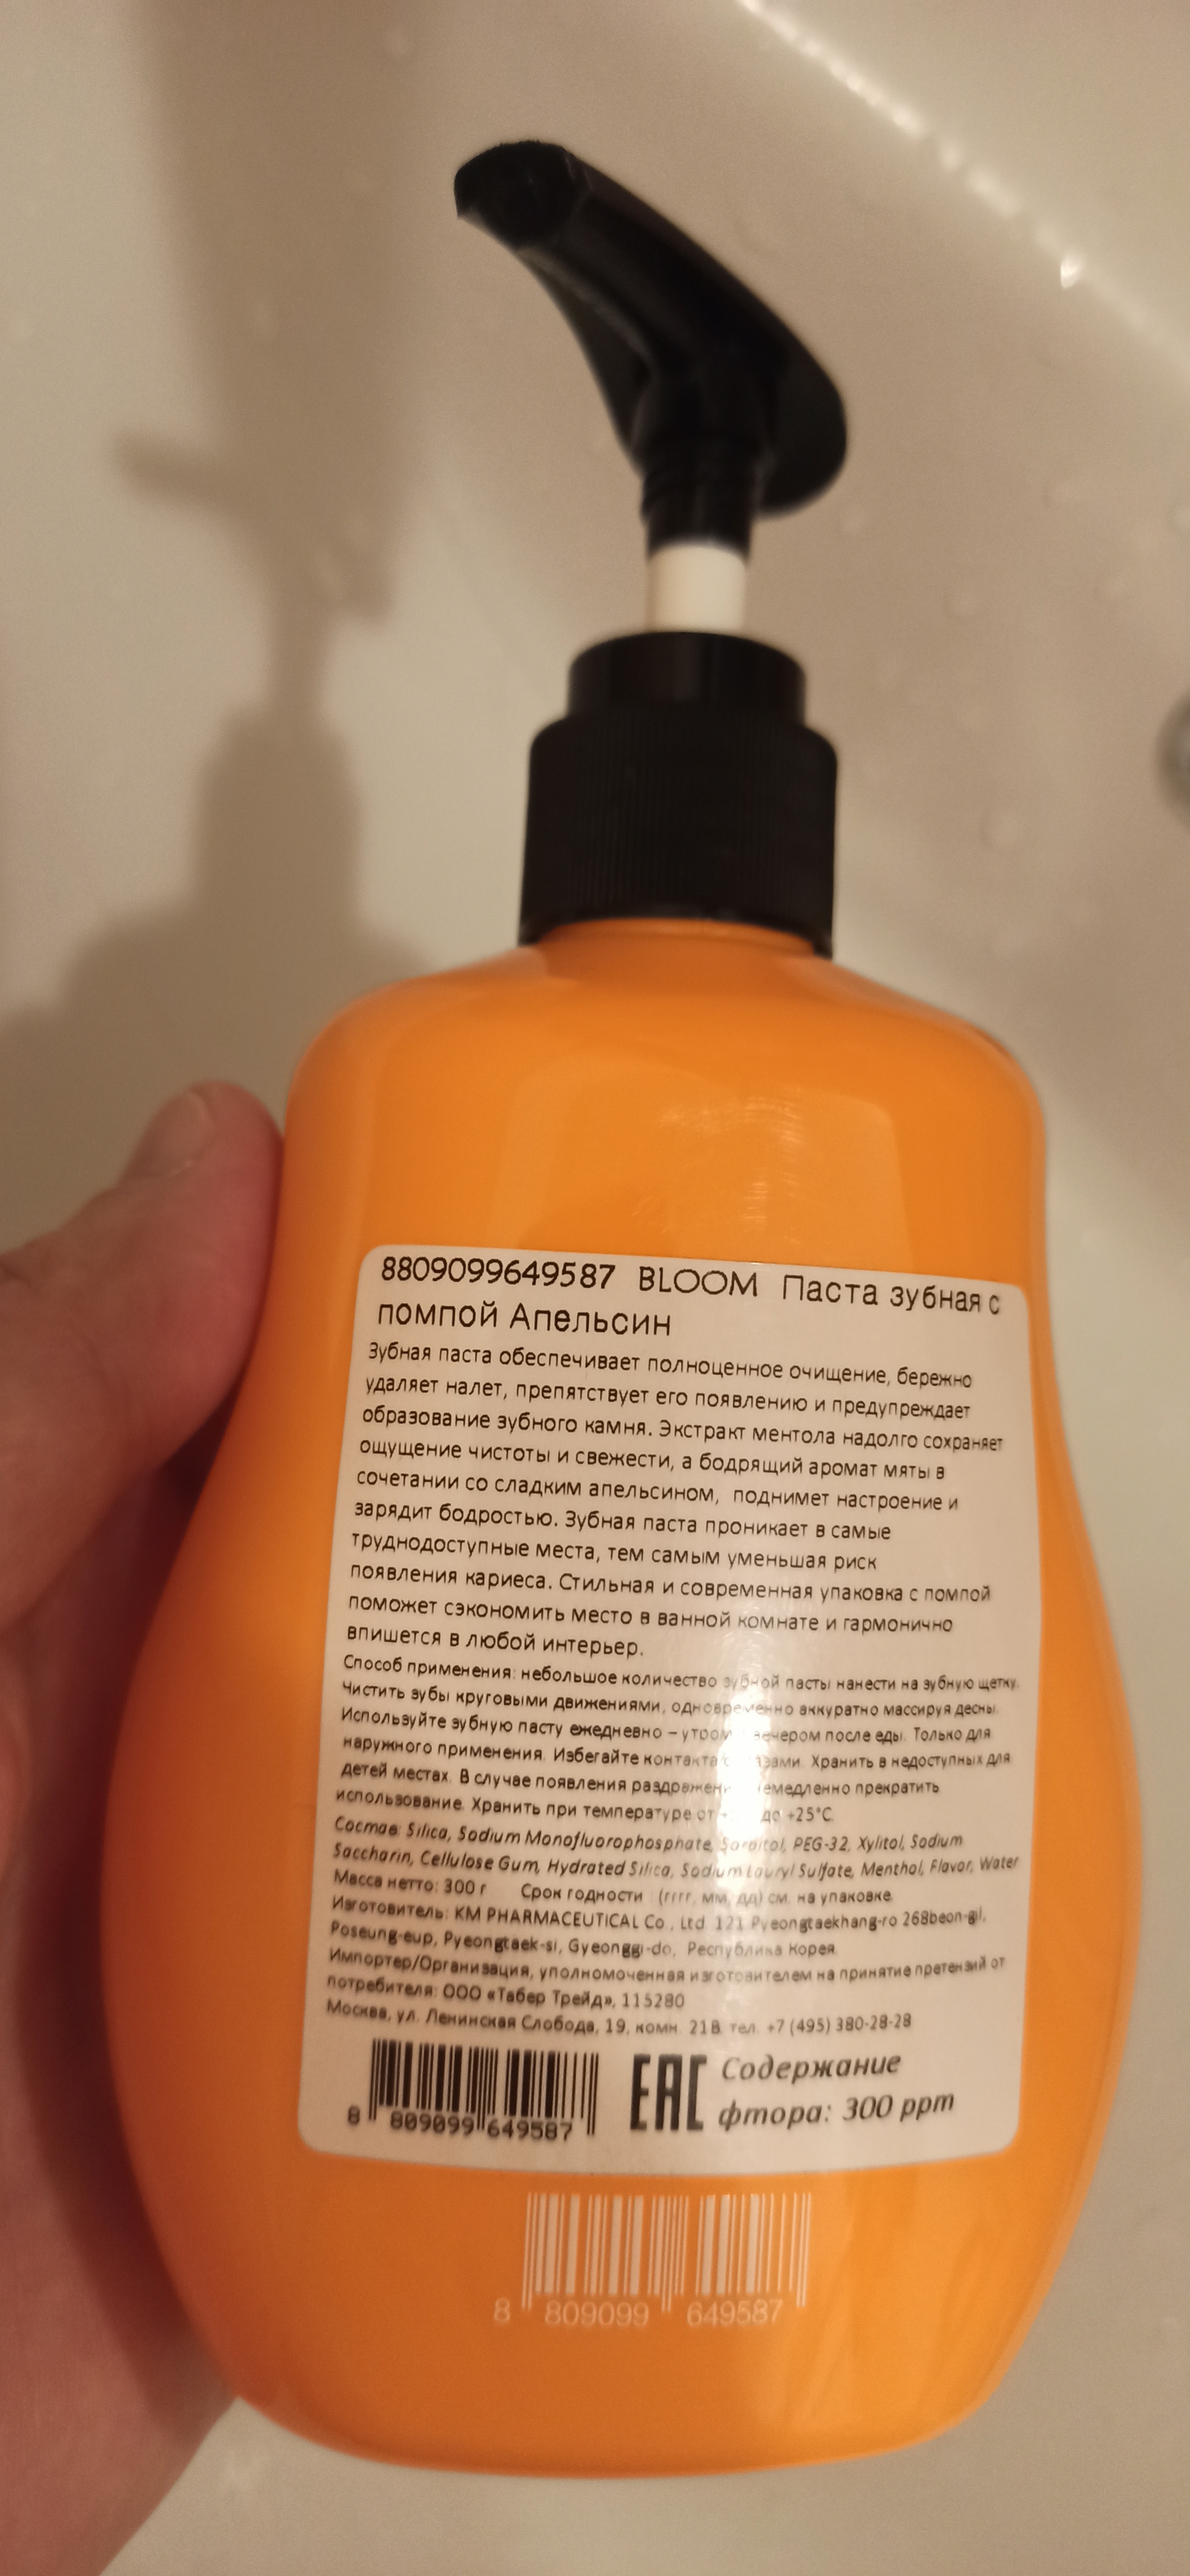 8809099649587 BLOOM Паста зубная с
помпой Апельсин
Зубная паста обеспечивает полноценное очищение, бережно
удаляет налет, препятствует его появлению и предупреждает
образование зубного камня. Экстракт ментола надолго сохраняет
ощущение чистоты и свежести, а бодрящий аромат мяты в
сочетании со сладким апельсином, поднимет настроение и
зарядит бодростью. Зубная паста проникает в самые
труднодоступные места, тем самым уменьшая риск
появления кариеса. Стильная и современная упаковка с помпой
поможет сэкономить место в ванной комнате и гармонично
впишется в любой интерьер.
Способ применения: небольшое количество зубной пасты нанести на зубную щетку.
Чистить зубы круговыми движениями, одновременно аккуратно массируя десны.
Используйте зубную пасту ежедневно – утром вечером после еды. Только для
наружного применения. Избегайте контакта с глазами. Хранить в недоступных для
детей местах. В случае появления раздражения немедленно прекратить
использование. Хранить при температуре от до +25°C.
Состав: Silica, Sodium Monofluorophosphate, Sorbitol, PEG-32, Xylitol, Sodium
Saccharin, Cellulose Gum, Hydrated Silica, Sodium Lauryl Sulfate, Menthol, Flavor, Water
Масса нетто: 300 г Срок годности : (гггг, мм, дд) см. на упаковке.
Изготовитель: KM PHARMACEUTICAL Co., Ltd. 121 Pyeongtaekhang-ro 268beon-gil,
Poseung-eup, Pyeongtaek-si, Gyeonggi-do, Республика Корея.
Импортер/Организация, уполномоченная изготовителем на принятие претензий от
потребителя: ООО «Табер Трейд», 115280
Москва, ул. Ленинская Слобода, 19, комн. 21В. тел. +7 (495) 380-28-28
8 809099 649587
EAC
Содержание
фтора: 300 ppm
8 809099 649587